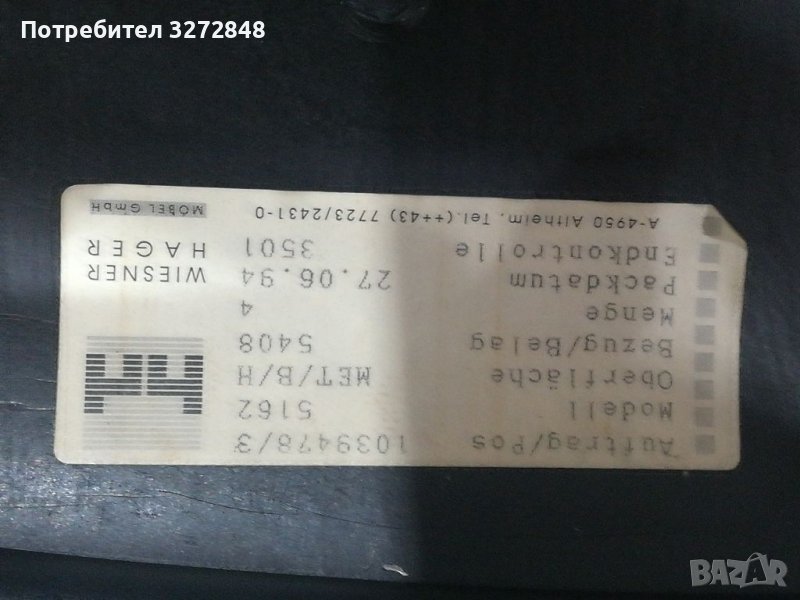 Потребител 3272848
Auftrag/Pos 1039478/3
Modell 5162
Oberfläche MET/B/H
Bezug/Belag 5408
Menge 4
Packdatum 27.06.94
Endkontrolle 3501
A-4950 Altheim, Tel.(++43) 7723/2431-0
WIESNER
HAGER
MÖBEL GmbH
BAZAR